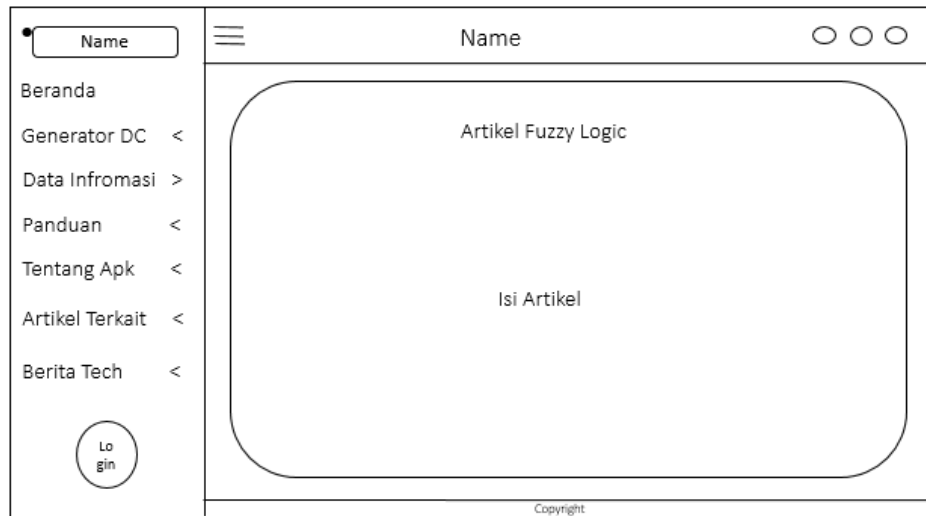 Name
Beranda
Generator DC <
Data Infromasi >
Panduan <
Tentang Apk <
Artikel Terkait <
Berita Tech <
Lo
gin
Name
Artikel Fuzzy Logic
Isi Artikel
Copyright